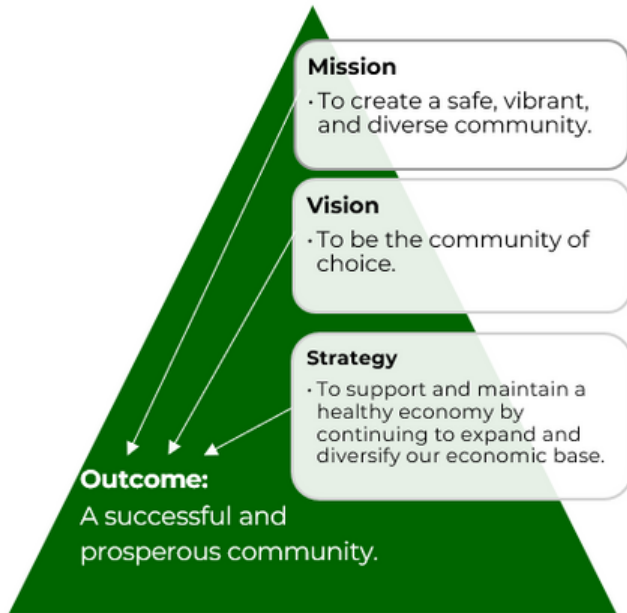 Mission
· To create a safe, vibrant,
and diverse community.
Vision
· To be the community of
choice.
Strategy
· To support and maintain a
healthy economy by
continuing to expand and
diversify our economic base.
Outcome:
A successful and
prosperous community.